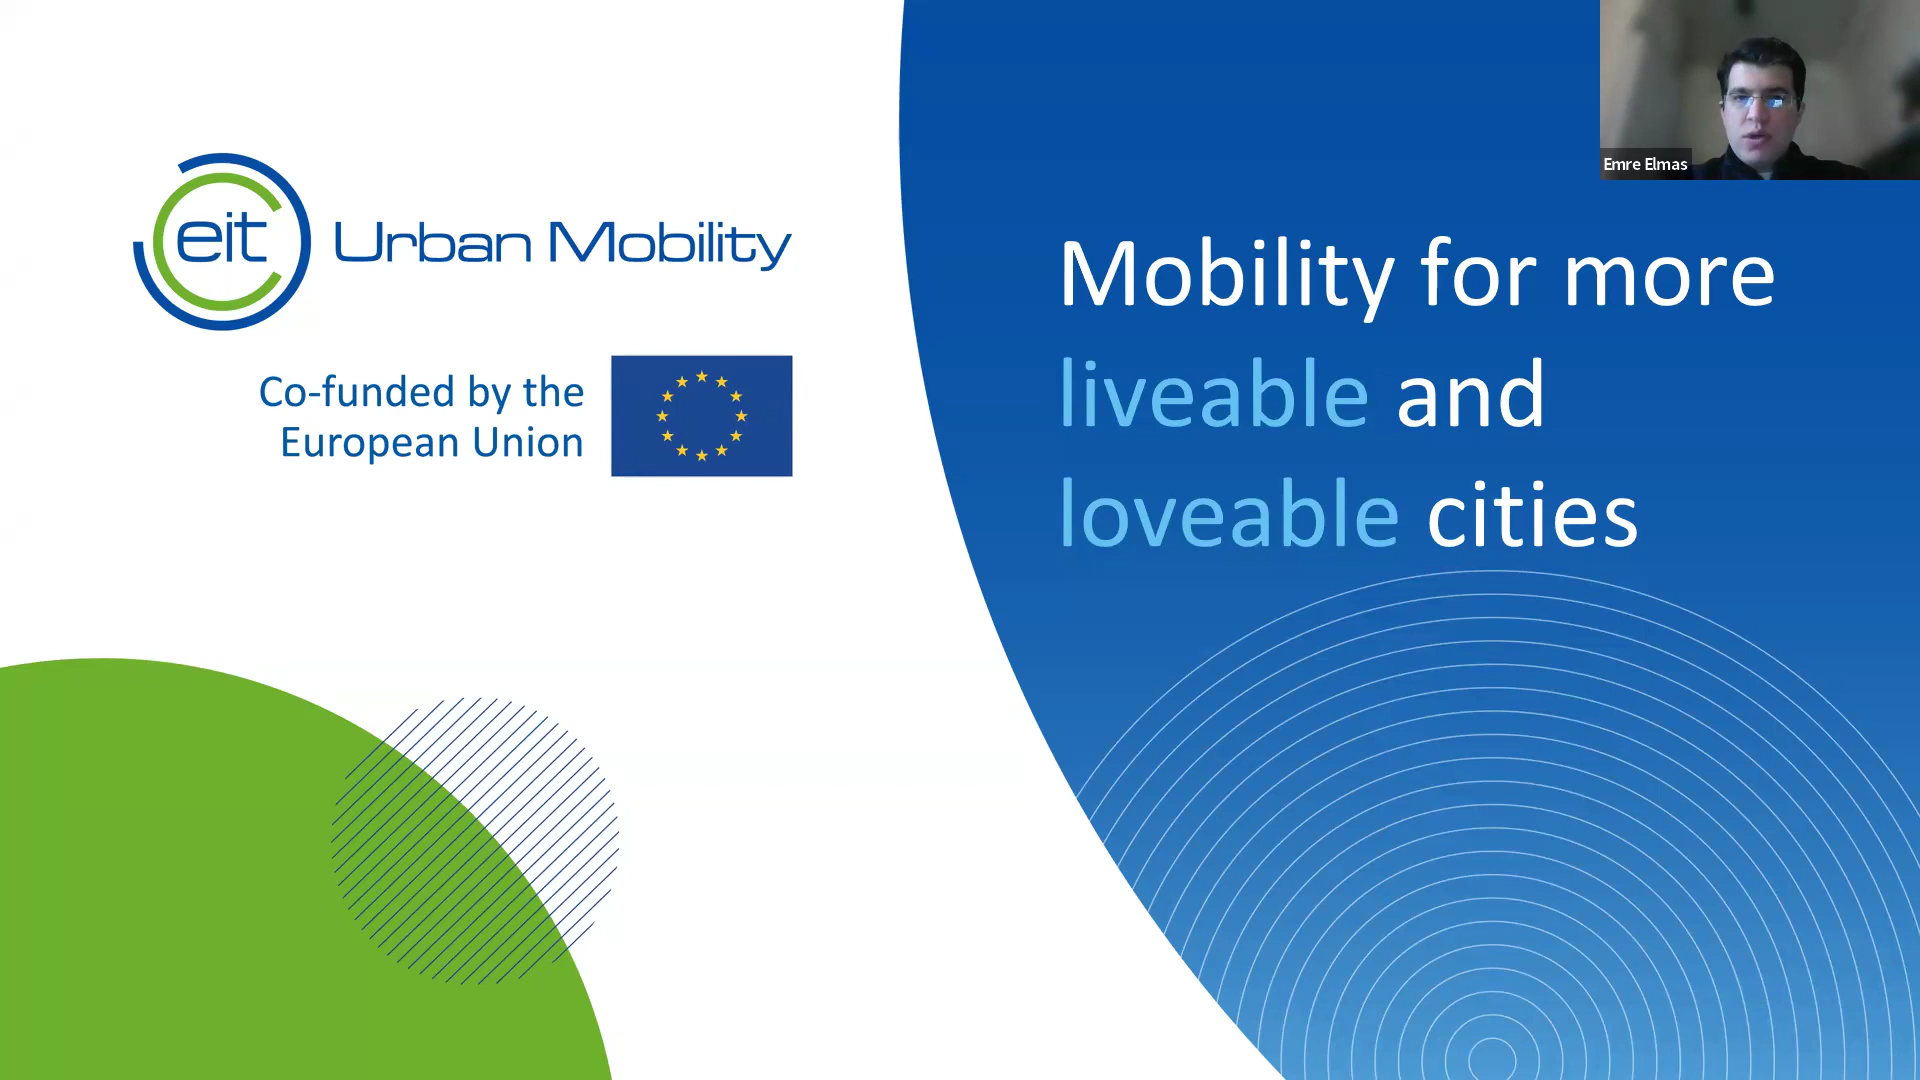 eit Urban Mobility
Co-funded by the
European Union
Emre Elmas
Mobility for more
liveable and
loveable cities